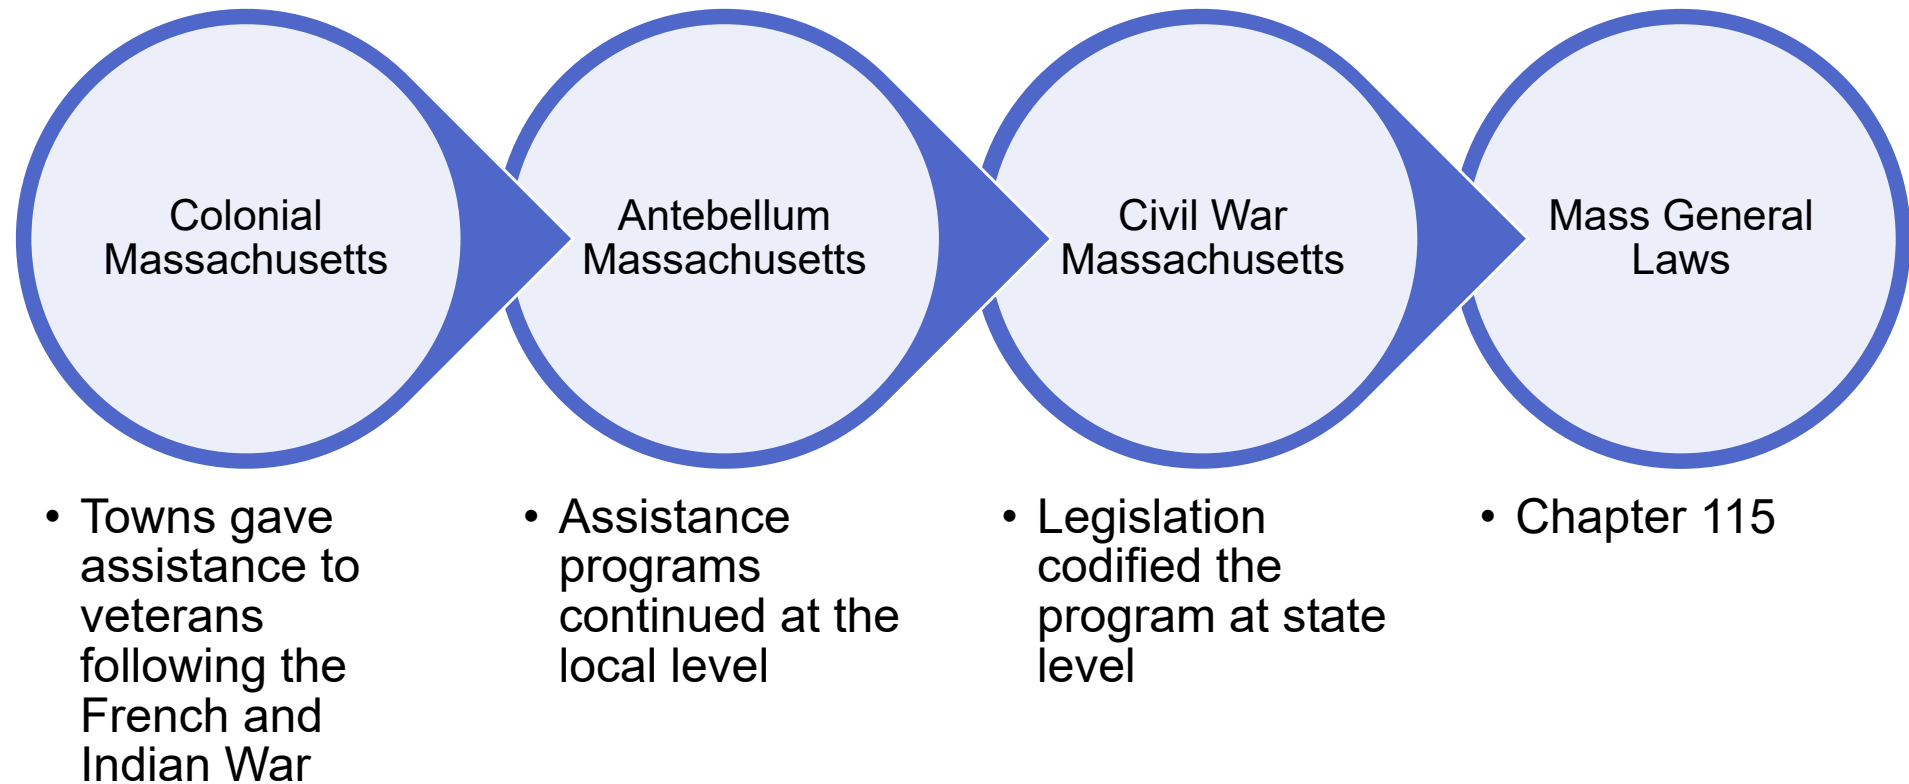 Colonial
Massachusetts
Antebellum
Massachusetts
Civil War
Massachusetts
Mass General
Laws
• Towns gave
assistance to
veterans
following the
French and
Indian War
• Assistance
programs
continued at the
local level
• Legislation
codified the
program at state
level
• Chapter 115